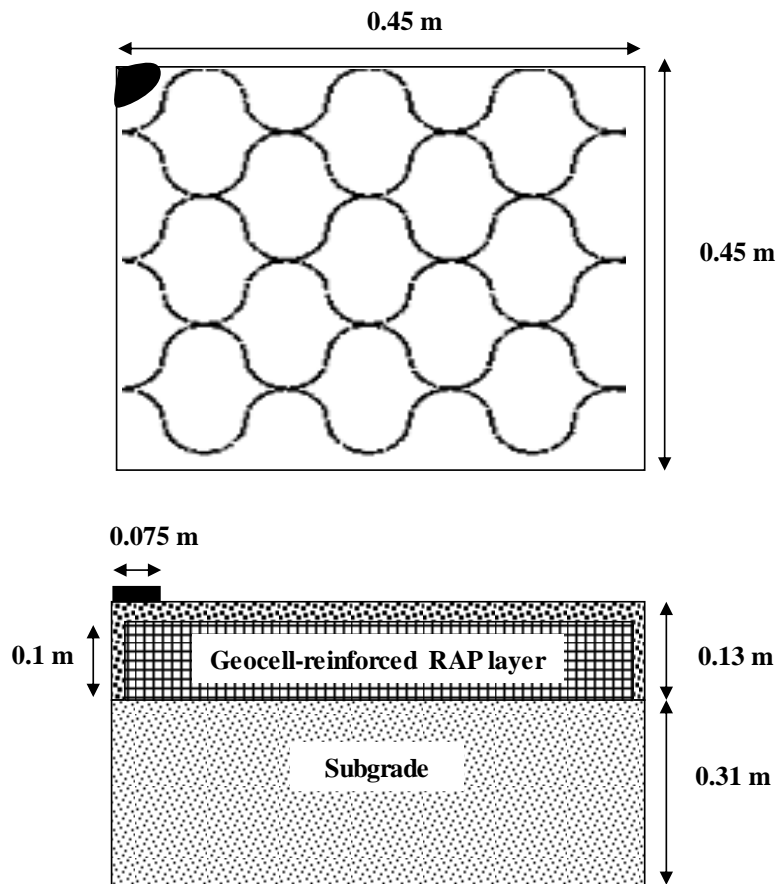 0.45 m
0.45 m
0.075 m
0.1 m
Geocell-reinforced RAP layer
0.13 m
Subgrade
0.31 m